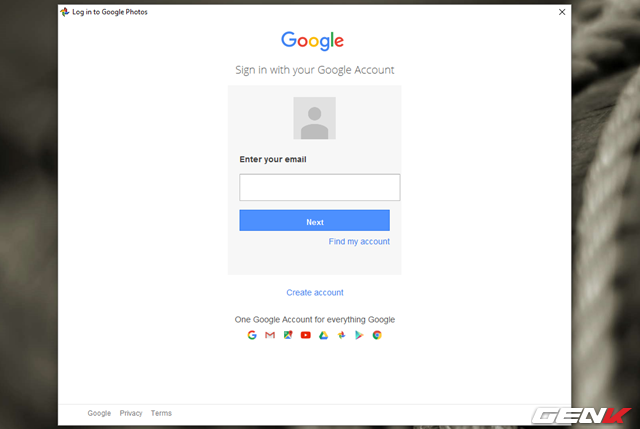 Log in to Google Photos
Google
Sign in with your Google Account
Enter your email
Next
Find my account
Create account
One Google Account for everything Google
Google Privacy Terms
GENK